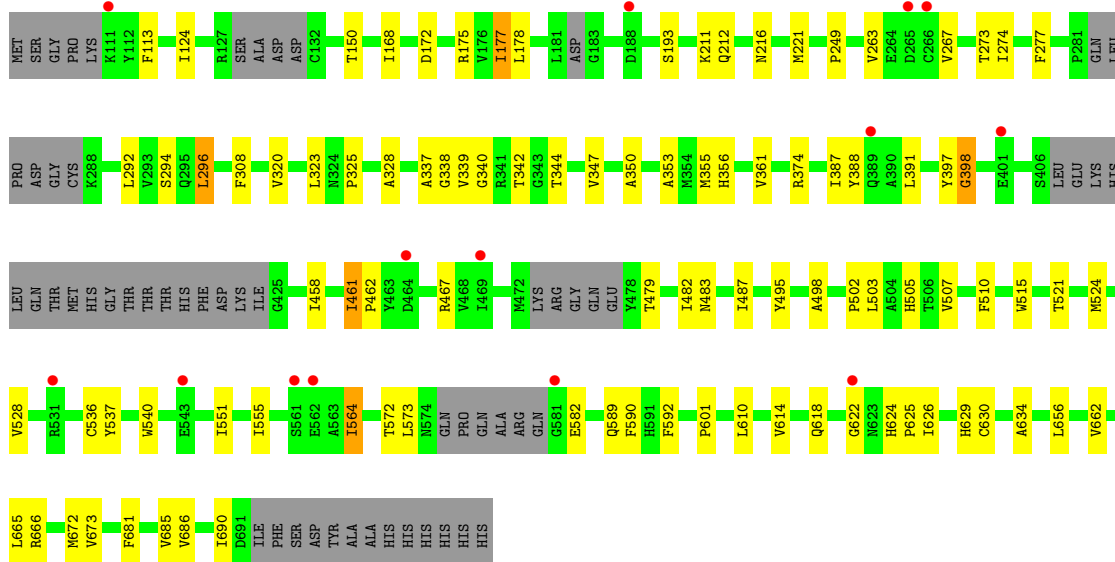 MET SER GLY PRO LYS K111 Y112 F113 I124 R127 SER ALA ASP ASP C132 T150 I168 D172 R175 V176 I177 L178 L181 ASP G183 D188 S193 K211 Q212 N216 M221 P249 V263 E264 D265 C266 V267 T273 I274 F277 P281 GLN LEU
PRO ASP GLY CYS K288 L292 V293 S294 Q295 L296 F308 V320 L323 N324 P325 A328 A337 G338 V339 G340 R341 T342 G343 T344 V347 A350 A353 M354 M355 H356 V361 R374 I387 Y388 Q389 A390 L391 Y397 G398 E401 S406 LEU GLU LYS HIS
LEU GLN THR MET HIS GLY THR THR THR HIS PHE ASP LYS ILE G425 I458 I461 P462 Y463 D464 R467 V468 I469 M472 LYS ARG GLY GLN GLU Y478 T479 I482 N483 I487 Y495 A498 P502 L503 A504 H505 T506 V507 F510 W515 T521 M524
V528 R531 C536 Y537 W540 E543 I551 I555 S561 E562 A563 I564 T572 L573 N574 GLN PRO GLN ALA ARG GLN G581 E582 Q589 F590 H591 F592 P601 L610 V614 Q618 G622 N623 H624 P625 I626 H629 C630 A634 L656 V662
L665 R666 M672 V673 F681 V685 V686 I690 D691 ILE PHE SER ASP TYR ALA ALA HIS HIS HIS HIS HIS HIS